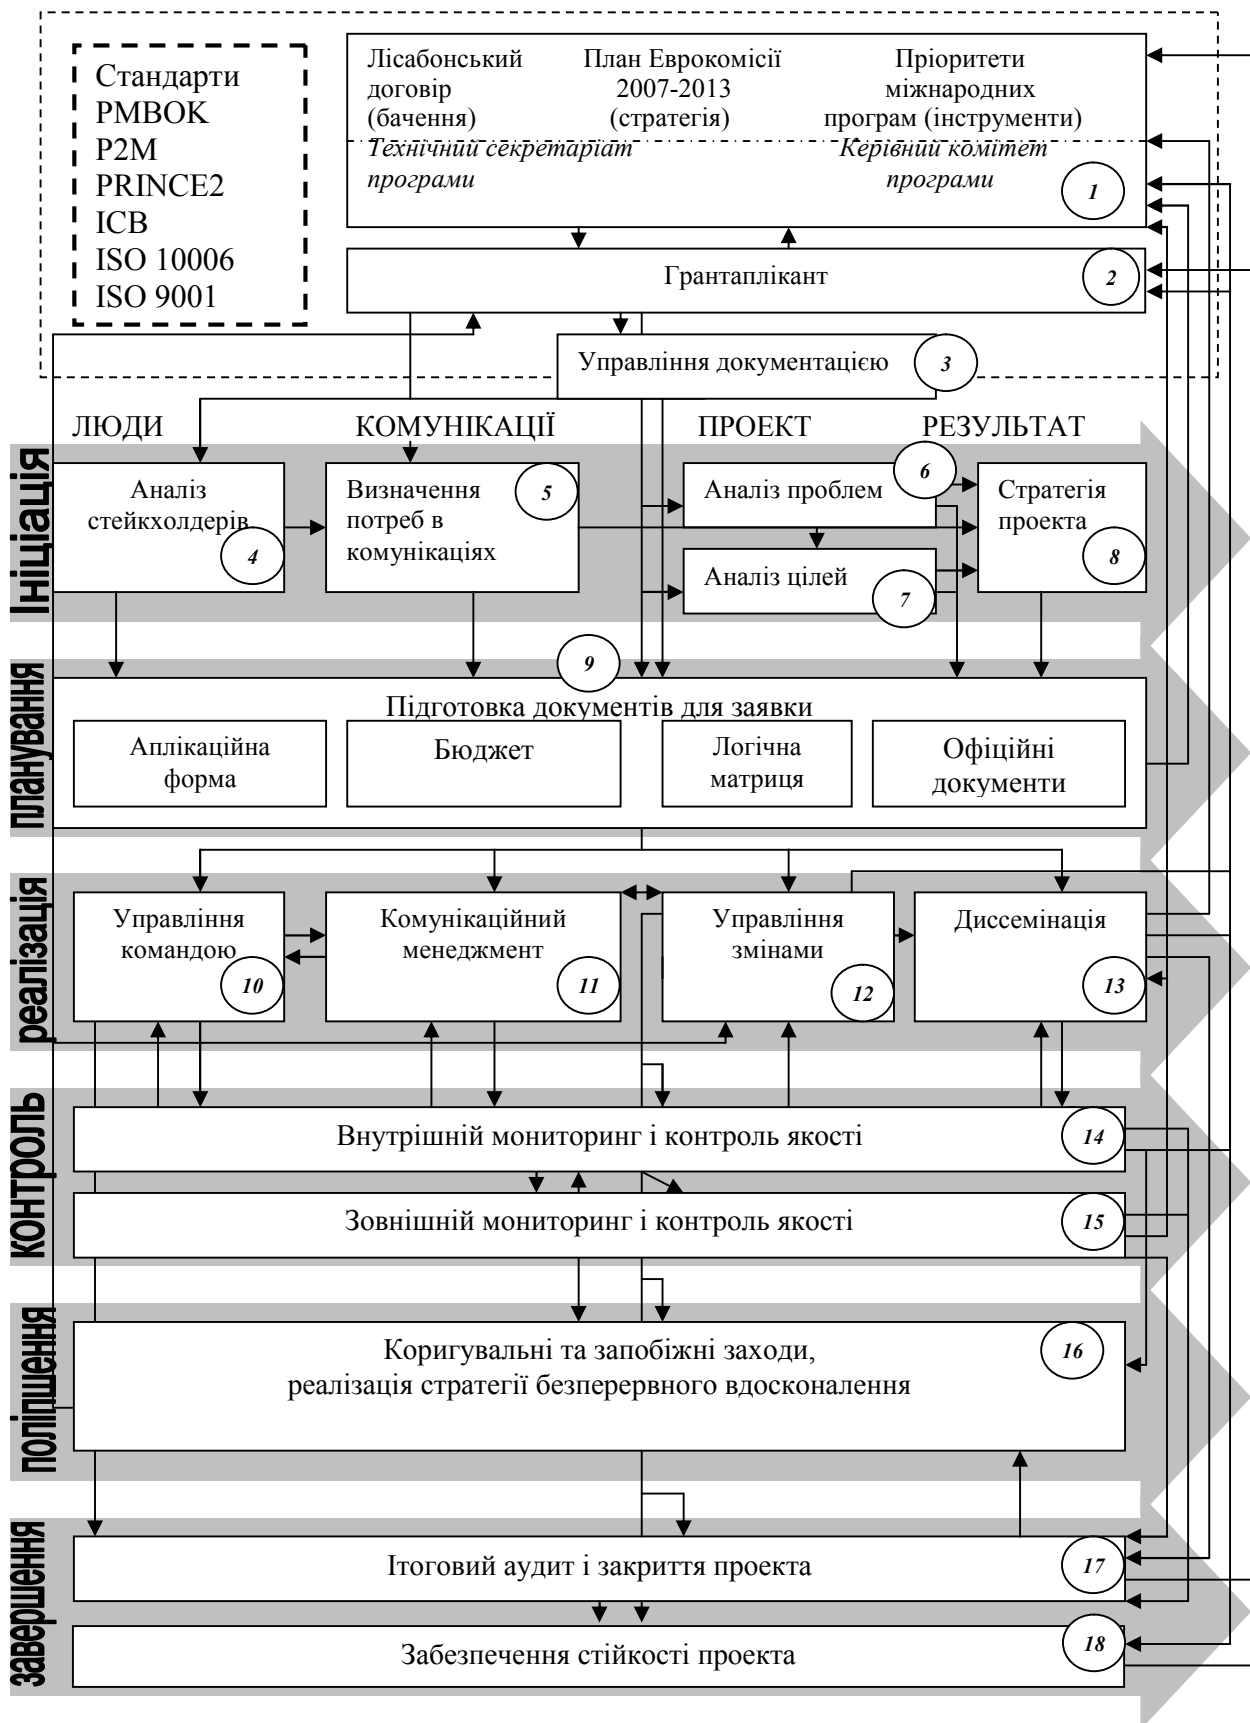 Стандарти
PMBOK
P2M
PRINCE2
ICB
ISO 10006
ISO 9001
Лісабонський
договір
(бачення)
План Еврокомісії
2007-2013
(стратегія)
Пріоритети
міжнародних
програм (інструменти)
Технічний секретаріат
програми
Керівний комітет
програми
1
Грантаплікант
2
Управління документацією
3
ЛЮДИ
КОМУНІКАЦІЇ
ПРОЕКТ
РЕЗУЛЬТАТ
Ініціація
Аналіз
стейкхолдерів
4
Визначення
потреб в
комунікаціях
5
Аналіз проблем
6
Аналіз цілей
7
Стратегія
проекта
8
планування
9
Підготовка документів для заявки
Аплікаційна
форма
Бюджет
Логічна
матриця
Офіційні
документи
реалізація
Управління
командою
10
Комунікаційний
менеджмент
11
Управління
змінами
12
Диссемінація
13
контроль
Внутрішній мониторинг і контроль якості
14
Зовнішній мониторинг і контроль якості
15
поліпшення
Коригувальні та запобіжні заходи,
реалізація стратегії безперервного вдосконалення
16
завершення
Ітоговий аудит і закриття проекта
17
Забезпечення стійкості проекта
18